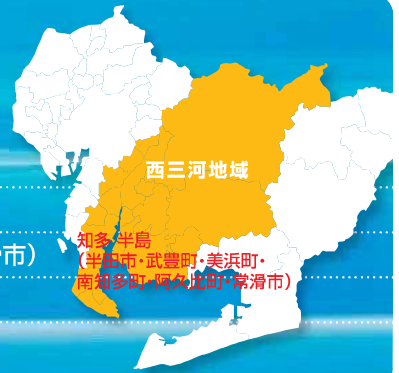 西三河地域
知多 半島
（半田市・武豊町・美浜町・
市）
南知多町・阿久比町・常滑市）